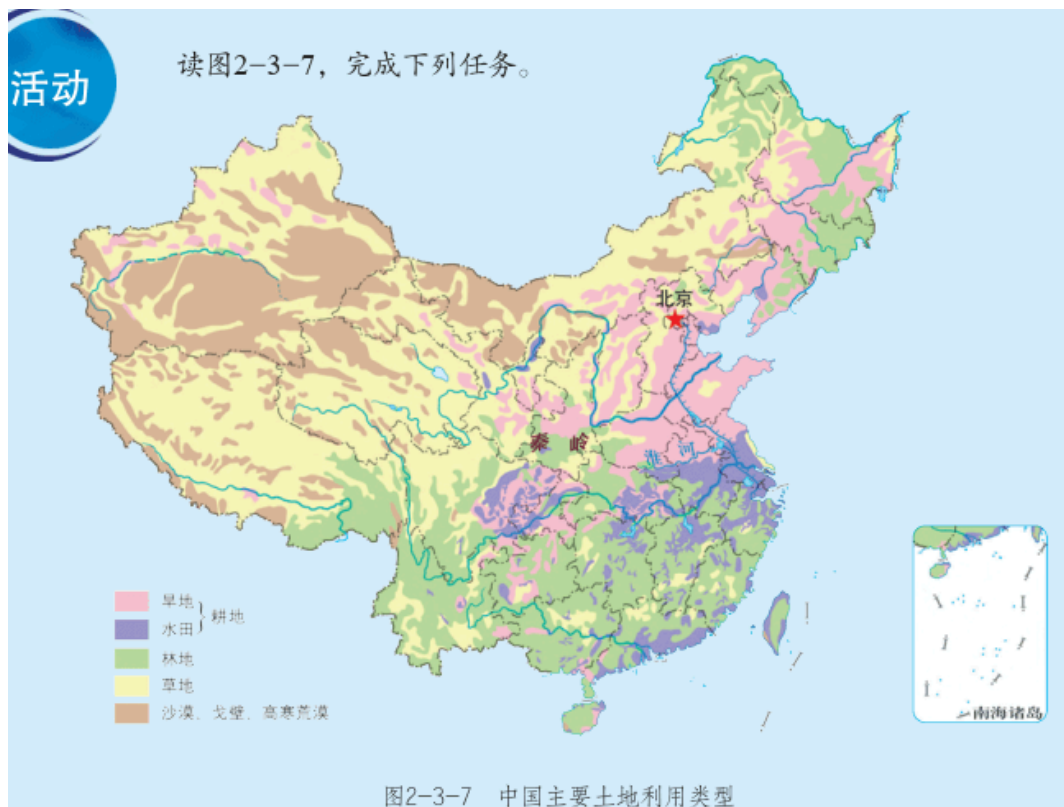 活动
读图2-3-7，完成下列任务。
北京
秦岭
淮河
旱地
水田
耕地
林地
草地
沙漠、戈壁、高寒荒漠
南海诸岛
图2-3-7 中国主要土地利用类型